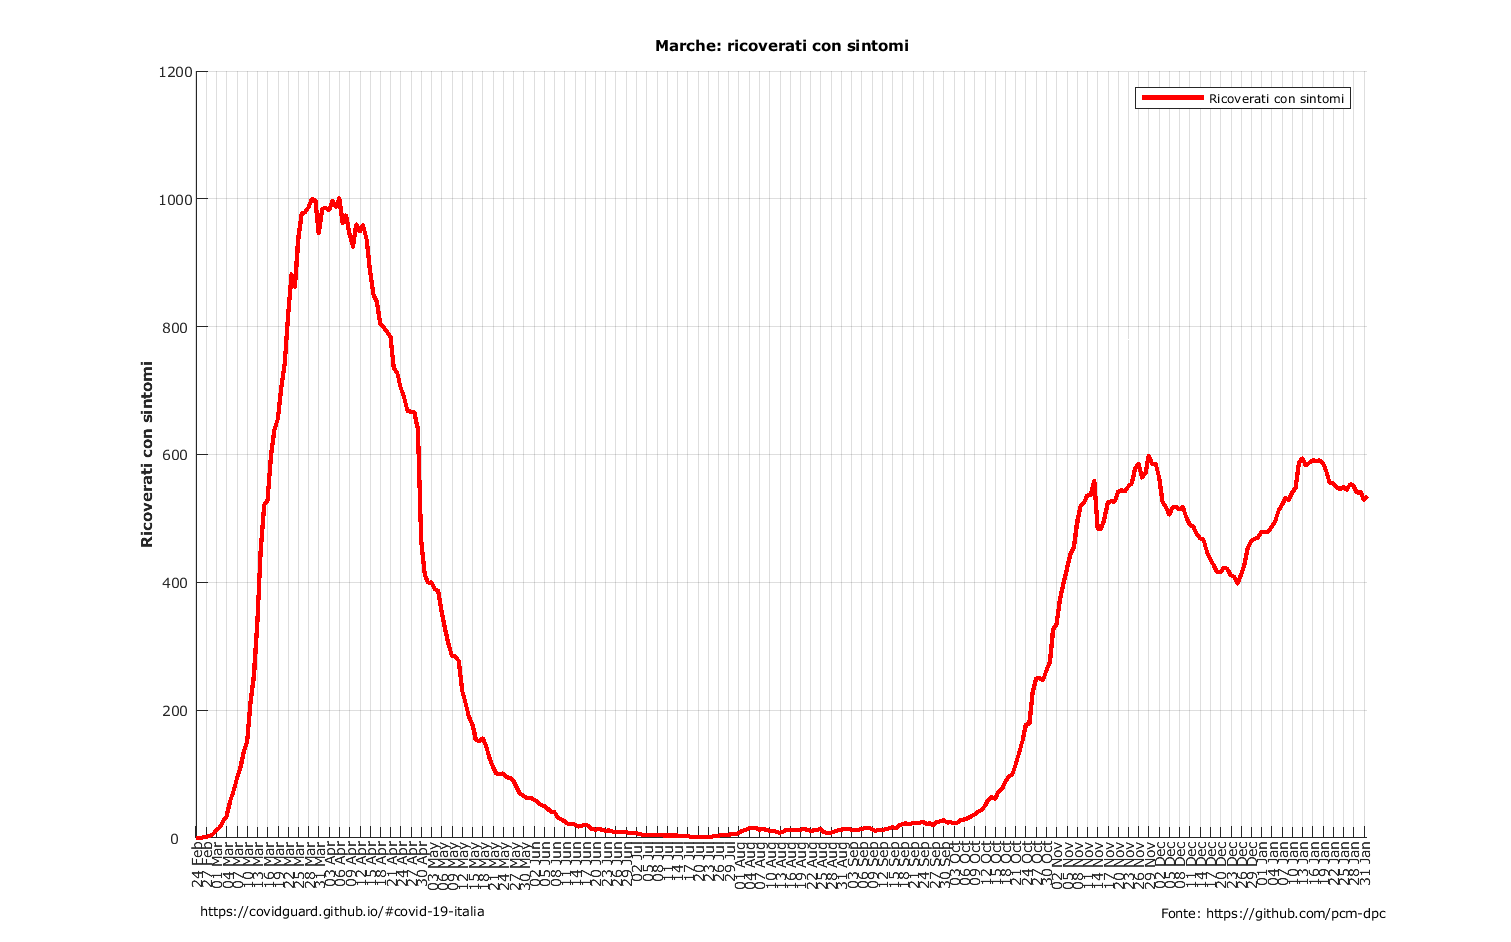 Marche: ricoverati con sintomi
Ricoverati con sintomi
1200
1000
800
600
400
200
0
Ricoverati con sintomi
24 Feb
27 Feb
01 Mar
04 Mar
07 Mar
10 Mar
13 Mar
16 Mar
19 Mar
22 Mar
25 Mar
28 Mar
31 Mar
03 Apr
06 Apr
09 Apr
12 Apr
15 Apr
18 Apr
21 Apr
24 Apr
27 Apr
30 Apr
03 May
06 May
09 May
12 May
15 May
18 May
21 May
24 May
27 May
30 May
02 Jun
05 Jun
08 Jun
11 Jun
14 Jun
17 Jun
20 Jun
23 Jun
26 Jun
29 Jun
02 Jul
05 Jul
08 Jul
11 Jul
14 Jul
17 Jul
20 Jul
23 Jul
26 Jul
29 Jul
01 Aug
04 Aug
07 Aug
10 Aug
13 Aug
16 Aug
19 Aug
22 Aug
25 Aug
28 Aug
31 Aug
03 Sep
06 Sep
09 Sep
12 Sep
15 Sep
18 Sep
21 Sep
24 Sep
27 Sep
30 Sep
03 Oct
06 Oct
09 Oct
12 Oct
15 Oct
18 Oct
21 Oct
24 Oct
27 Oct
30 Oct
02 Nov
05 Nov
08 Nov
11 Nov
14 Nov
17 Nov
20 Nov
23 Nov
26 Nov
29 Nov
02 Dec
05 Dec
08 Dec
11 Dec
14 Dec
17 Dec
20 Dec
23 Dec
26 Dec
29 Dec
01 Jan
04 Jan
07 Jan
10 Jan
13 Jan
16 Jan
19 Jan
22 Jan
25 Jan
28 Jan
31 Jan
https://covidguard.github.io/#covid-19-italia
Fonte: https://github.com/pcm-dpc